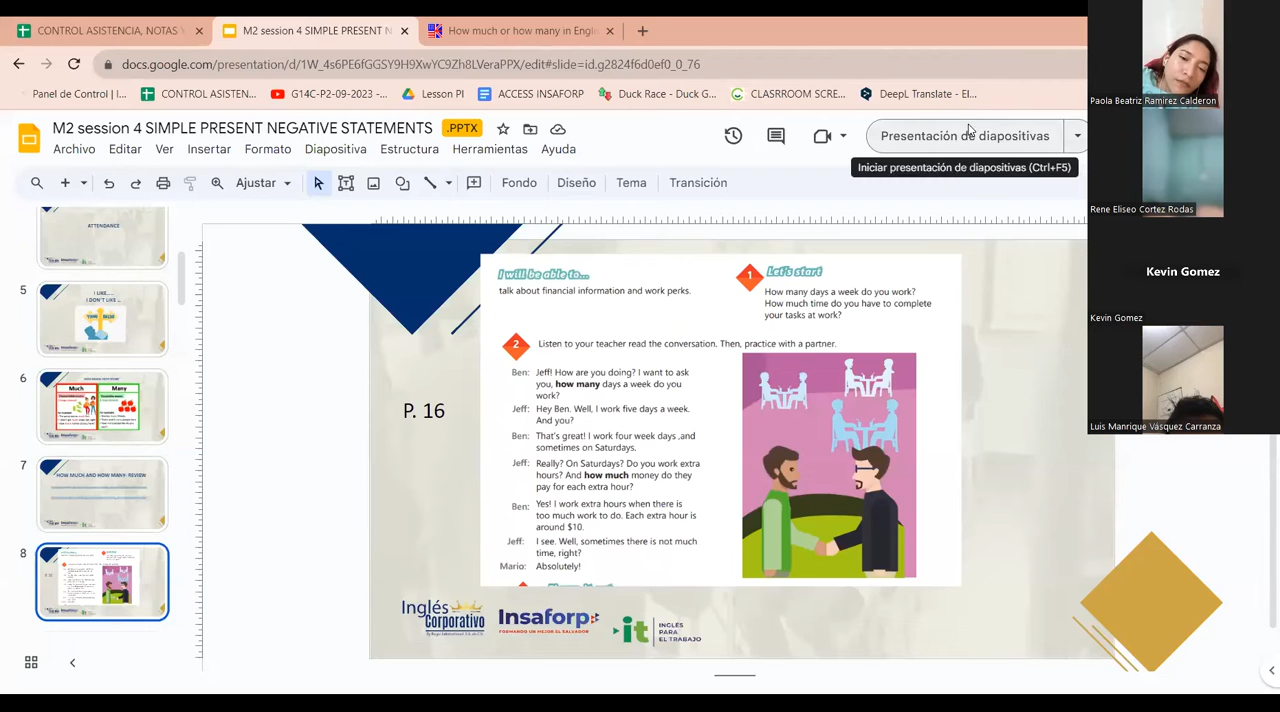 CONTROL ASISTENCIA, NOTAS Y
M2 session 4 SIMPLE PRESENT N
How much or how many in Engl
docs.google.com/presentation/d/1W_4s6PE6fGGSY9H9XwYC9Zh8LVeraPPX/edit#slide=id.g2824f6d0ef0_0_76
Panel de Control | I...
CONTROL ASISTEN...
G14C-P2-09-2023 -...
Lesson PI
ACCESS INSAFORP
Duck Race - Duck G...
CLASRROOM SCRE...
DeepL Translate - El...
M2 session 4 SIMPLE PRESENT NEGATIVE STATEMENTS
.PPTX
Archivo Editar Ver Insertar Formato Diapositiva Estructura Herramientas Ayuda
Presentación de diapositivas
Iniciar presentación de diapositivas (Ctrl+F5)
Ajustar
Fondo Diseño Tema Transición
ATTENDANCE
5
I LIKE.....
I DON'T LIKE ...
6
Much
Many
7
HOW MUCH AND HOW MANY: REVIEW
8
P. 16
I will be able to...
talk about financial information and work perks.
1
Let's start
How many days a week do you work?
How much time do you have to complete
your tasks at work?
2
Listen to your teacher read the conversation. Then, practice with a partner.
Ben: Jeff! How are you doing? I want to ask
you, how many days a week do you
work?
Jeff: Hey Ben. Well, I work five days a week.
And you?
Ben: That's great! I work four week days ,and
sometimes on Saturdays.
Jeff: Really? On Saturdays? Do you work extra
hours? And how much money do they
pay for each extra hour?
Ben: Yes! I work extra hours when there is
too much work to do. Each extra hour is
around $10.
Jeff: I see. Well, sometimes there is not much
time, right?
Mario: Absolutely!
Inglés
Corporativo
Insaforp
FORMANDO UN MEJOR EL SALVADOR
it
INGLÉS
PARA
EL TRABAJO
Paola Beatriz Ramírez Calderon
Rene Eliseo Cortez Rodas
Kevin Gomez
Kevin Gomez
Luis Manrique Vásquez Carranza